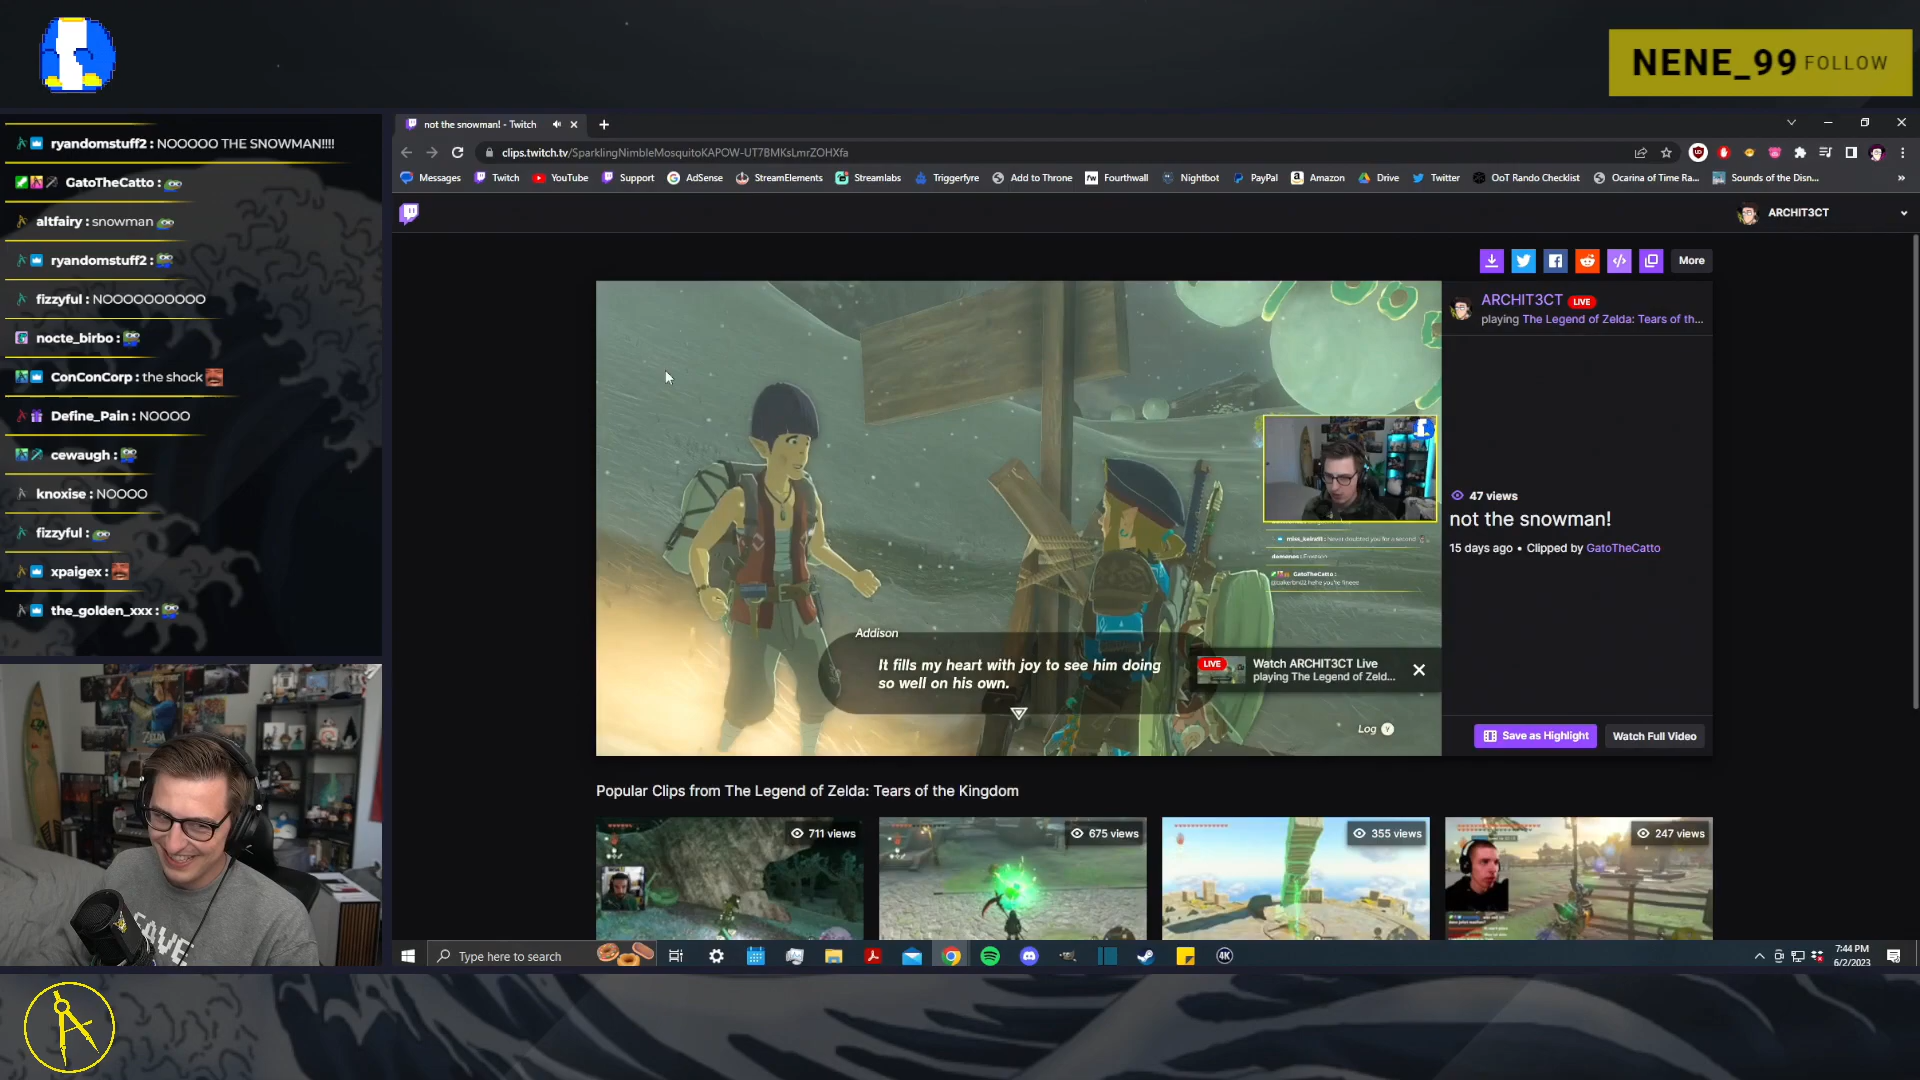 NENE_99 FOLLOW
ryandomstuff2 : NOOOOO THE SNOWMAN!!!!
GatoTheCatto :
altfairy : snowman
ryandomstuff2 :
fizzyful : NOOOOOOOOOO
nocte_birbo :
ConConCorp : the shock
Define_Pain : NOOOO
cewaugh :
knoxise : NOOOO
fizzyful :
xpaigex :
the_golden_xxx :
not the snowman! - Twitch
clips.twitch.tv/SparklingNimbleMosquitoKAPOW-UT7BMKsLmrZOHXfa
Messages Twitch YouTube Support AdSense StreamElements Streamlabs Triggerfyre Add to Throne Fourthwall Nightbot PayPal Amazon Drive Twitter OoT Rando Checklist Ocarina of Time Ra... Sounds of the Disn...
ARCHIT3CT
More
ARCHIT3CT LIVE
playing The Legend of Zelda: Tears of th...
47 views
not the snowman!
15 days ago • Clipped by GatoTheCatto
GatoTheCatto :
Addison
It fills my heart with joy to see him doing
so well on his own.
LIVE
Watch ARCHIT3CT Live
playing The Legend of Zeld...
Log Y
Save as Highlight
Watch Full Video
Popular Clips from The Legend of Zelda: Tears of the Kingdom
711 views
675 views
355 views
247 views
Type here to search
4K
7:44 PM
6/2/2023